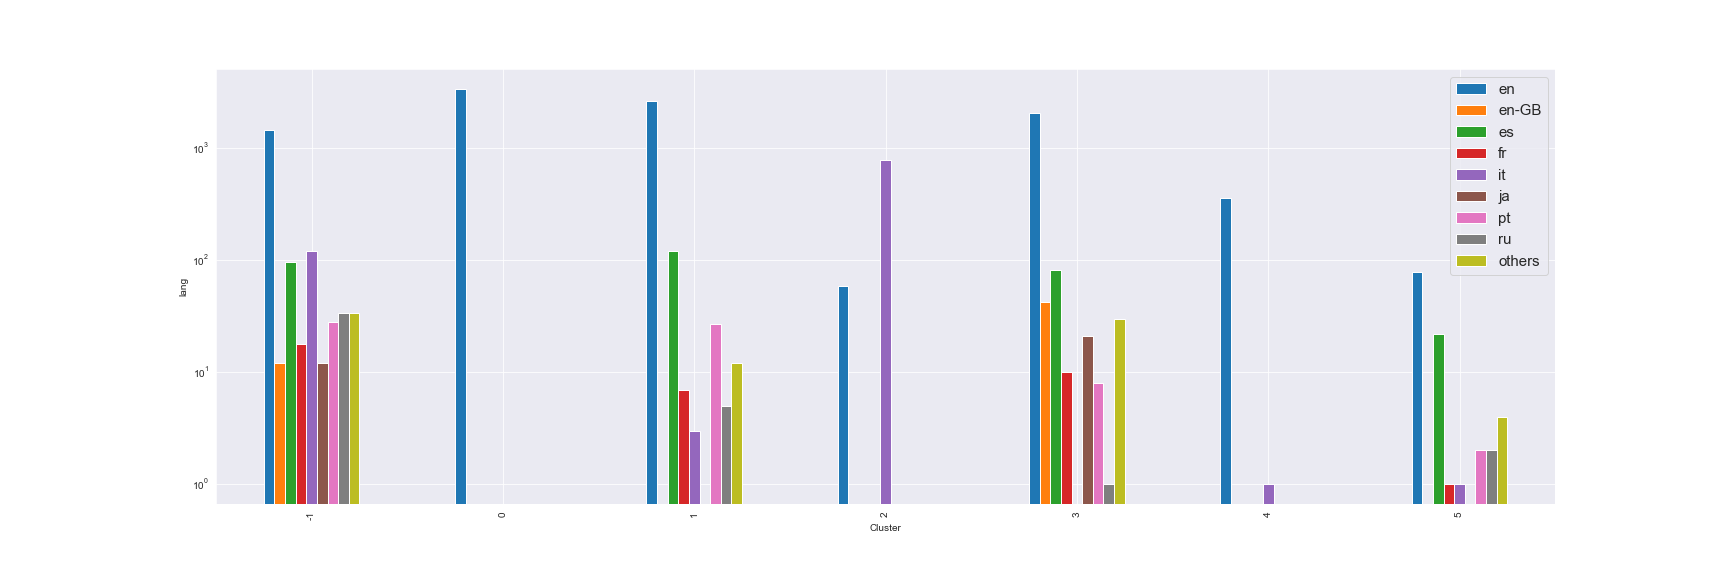 en
en-GB
es
fr
it
ja
pt
ru
others
lang
10³
10²
10¹
10⁰
-1
0
1
2
3
4
5
Cluster